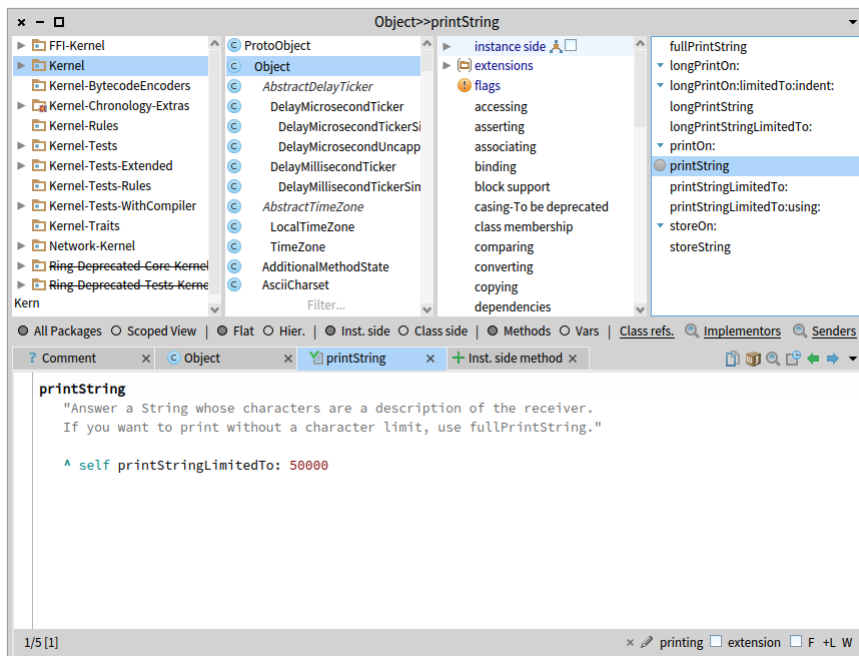 Object>>printString
FFI-Kernel
Kernel
Kernel-BytecodeEncoders
Kernel-Chronology-Extras
Kernel-Rules
Kernel-Tests
Kernel-Tests-Extended
Kernel-Tests-Rules
Kernel-Tests-WithCompiler
Kernel-Traits
Network-Kernel
Ring-Deprecated-Core-Kernel
Ring-Deprecated-Tests-Kerne
Kern
ProtoObject
Object
AbstractDelayTicker
DelayMicrosecondTicker
DelayMicrosecondTickerSi
DelayMicrosecondUncapp
DelayMillisecondTicker
DelayMillisecondTickerSin
AbstractTimeZone
LocalTimeZone
TimeZone
AdditionalMethodState
AsciiCharset
Filter...
instance side
extensions
flags
accessing
asserting
associating
binding
block support
casing-To be deprecated
class membership
comparing
converting
copying
dependencies
fullPrintString
longPrintOn:
longPrintOn:limitedTo:indent:
longPrintString
longPrintStringLimitedTo:
printOn:
printString
printStringLimitedTo:
printStringLimitedTo:using:
storeOn:
storeString
All Packages Scoped View | Flat Hier. | Inst. side Class side | Methods Vars | Class refs. Implementors Senders
? Comment × C Object × printString × + Inst. side method ×
printString
"Answer a String whose characters are a description of the receiver.
If you want to print without a character limit, use fullPrintString."
^ self printStringLimitedTo: 50000
1/5 [1] × printing extension F +L W